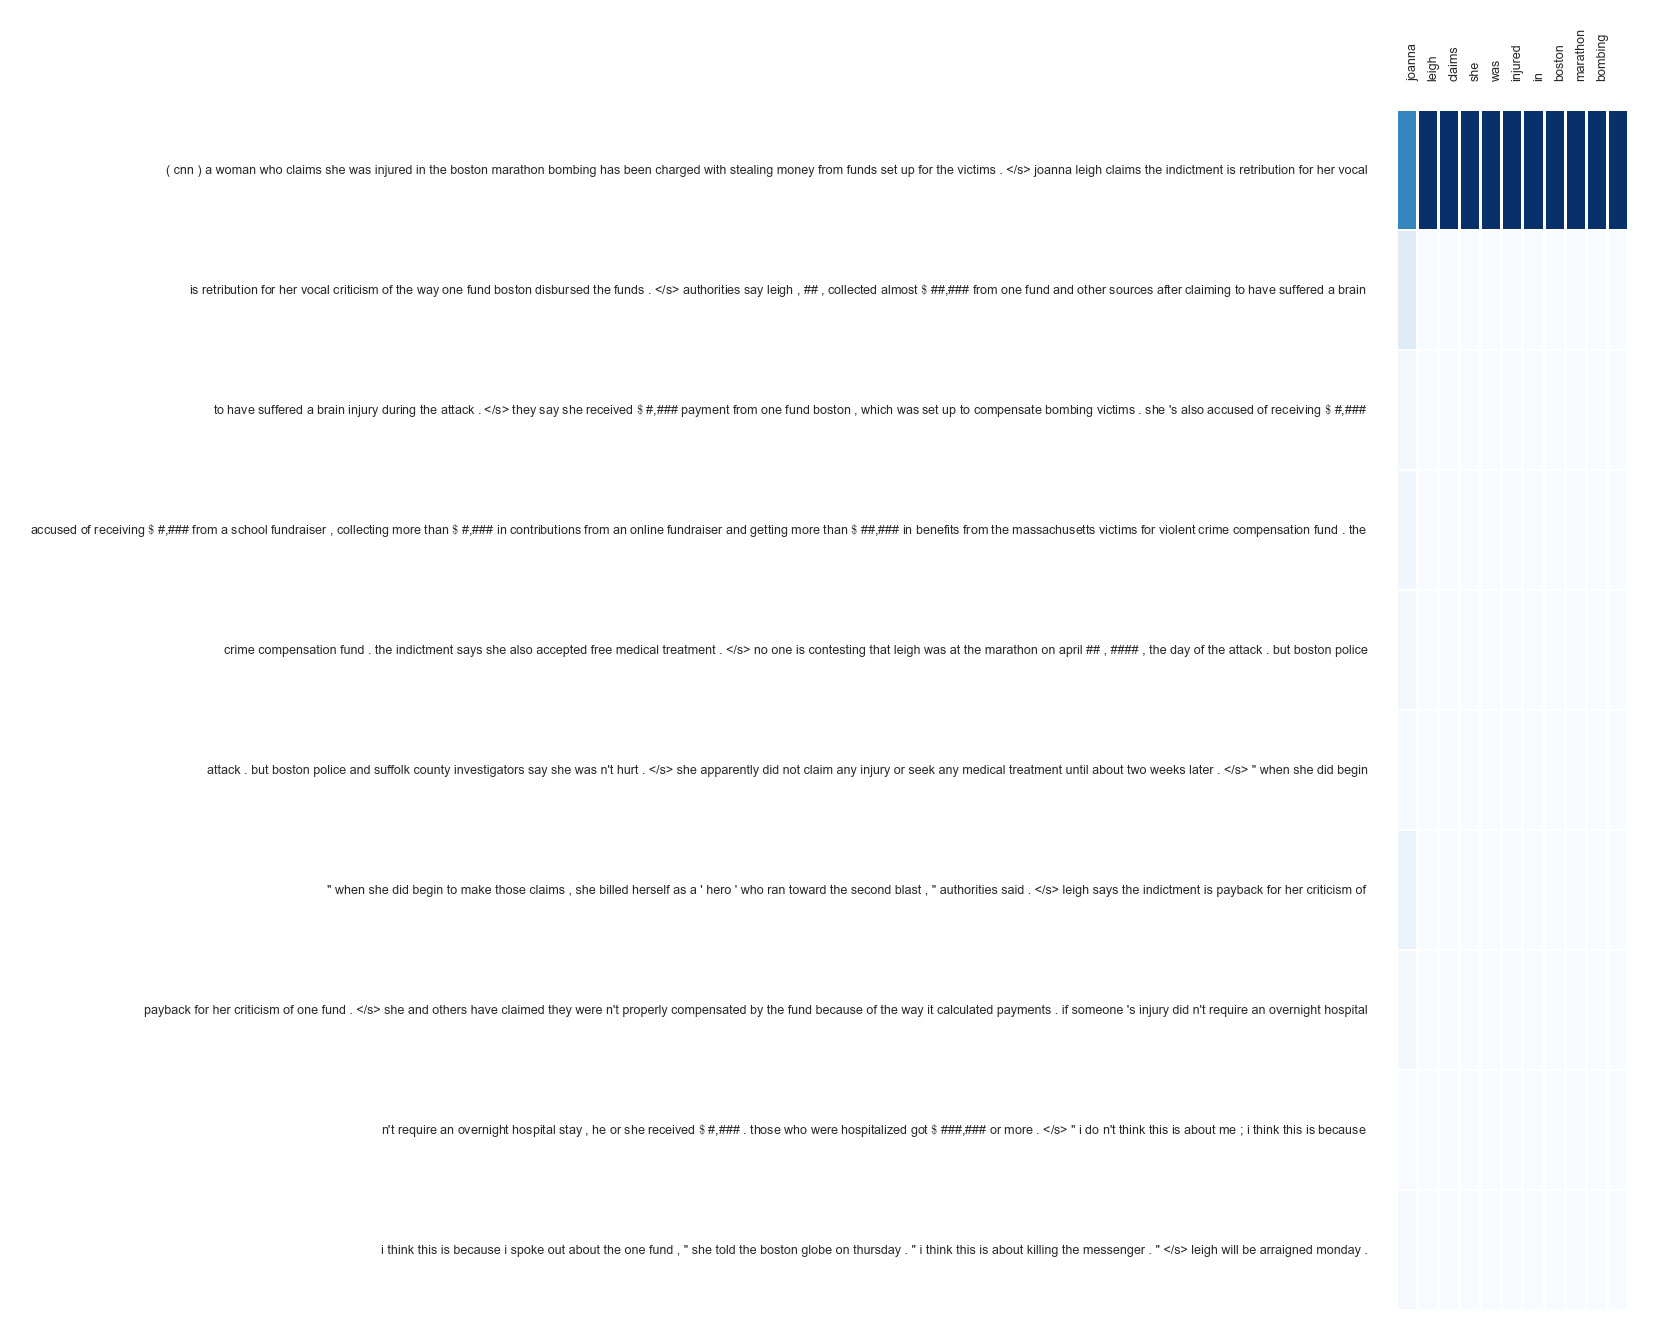 joanna
leigh
claims
she
was
injured
in
boston
marathon
bombing
( cnn ) a woman who claims she was injured in the boston marathon bombing has been charged with stealing money from funds set up for the victims . </s> joanna leigh claims the indictment is retribution for her vocal
is retribution for her vocal criticism of the way one fund boston disbursed the funds . </s> authorities say leigh , ## , collected almost $ ##,### from one fund and other sources after claiming to have suffered a brain
to have suffered a brain injury during the attack . </s> they say she received $ #,### payment from one fund boston , which was set up to compensate bombing victims . she 's also accused of receiving $ #,###
accused of receiving $ #,### from a school fundraiser , collecting more than $ #,### in contributions from an online fundraiser and getting more than $ ##,### in benefits from the massachusetts victims for violent crime compensation fund . the
crime compensation fund . the indictment says she also accepted free medical treatment . </s> no one is contesting that leigh was at the marathon on april ## , #### , the day of the attack . but boston police
attack . but boston police and suffolk county investigators say she was n't hurt . </s> she apparently did not claim any injury or seek any medical treatment until about two weeks later . </s> " when she did begin
" when she did begin to make those claims , she billed herself as a ' hero ' who ran toward the second blast , " authorities said . </s> leigh says the indictment is payback for her criticism of
payback for her criticism of one fund . </s> she and others have claimed they were n't properly compensated by the fund because of the way it calculated payments . if someone 's injury did n't require an overnight hospital
n't require an overnight hospital stay , he or she received $ #,### . those who were hospitalized got $ ###,### or more . </s> " i do n't think this is about me ; i think this is because
i think this is because i spoke out about the one fund , " she told the boston globe on thursday . " i think this is about killing the messenger . " </s> leigh will be arraigned monday .